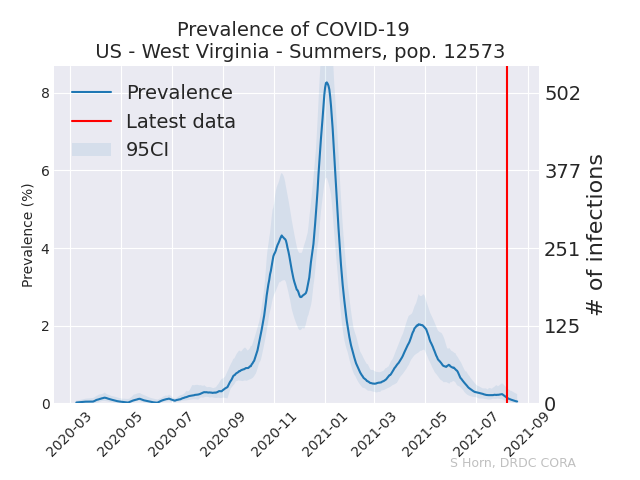 Prevalence of COVID-19
US - West Virginia - Summers, pop. 12573
Prevalence
Latest data
95CI
Prevalence (%)
8
6
4
2
0
502
377
251
125
0
# of infections
2020-03
2020-05
2020-07
2020-09
2020-11
2021-01
2021-03
2021-05
2021-07
2021-09
S Horn, DRDC CORA